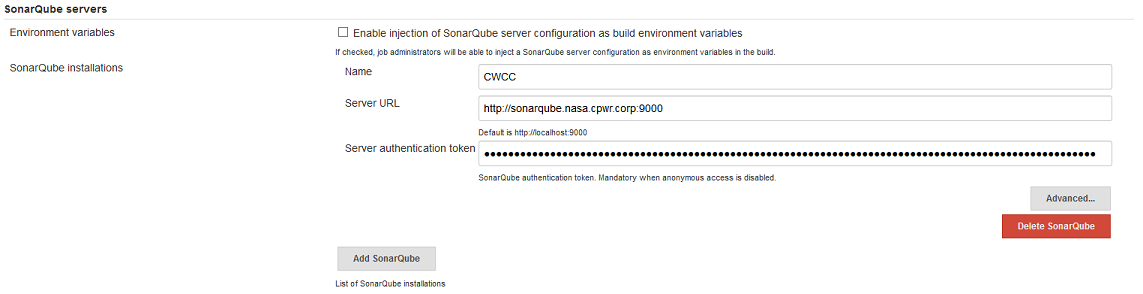 SonarQube servers
Environment variables
Enable injection of SonarQube server configuration as build environment variables
If checked, job administrators will be able to inject a SonarQube server configuration as environment variables in the build.
SonarQube installations
Name
CWCC
Server URL
http://sonarqube.nasa.cpwr.corp:9000
Default is http://localhost:9000
Server authentication token
SonarQube authentication token. Mandatory when anonymous access is disabled.
Advanced...
Delete SonarQube
Add SonarQube
List of SonarQube installations